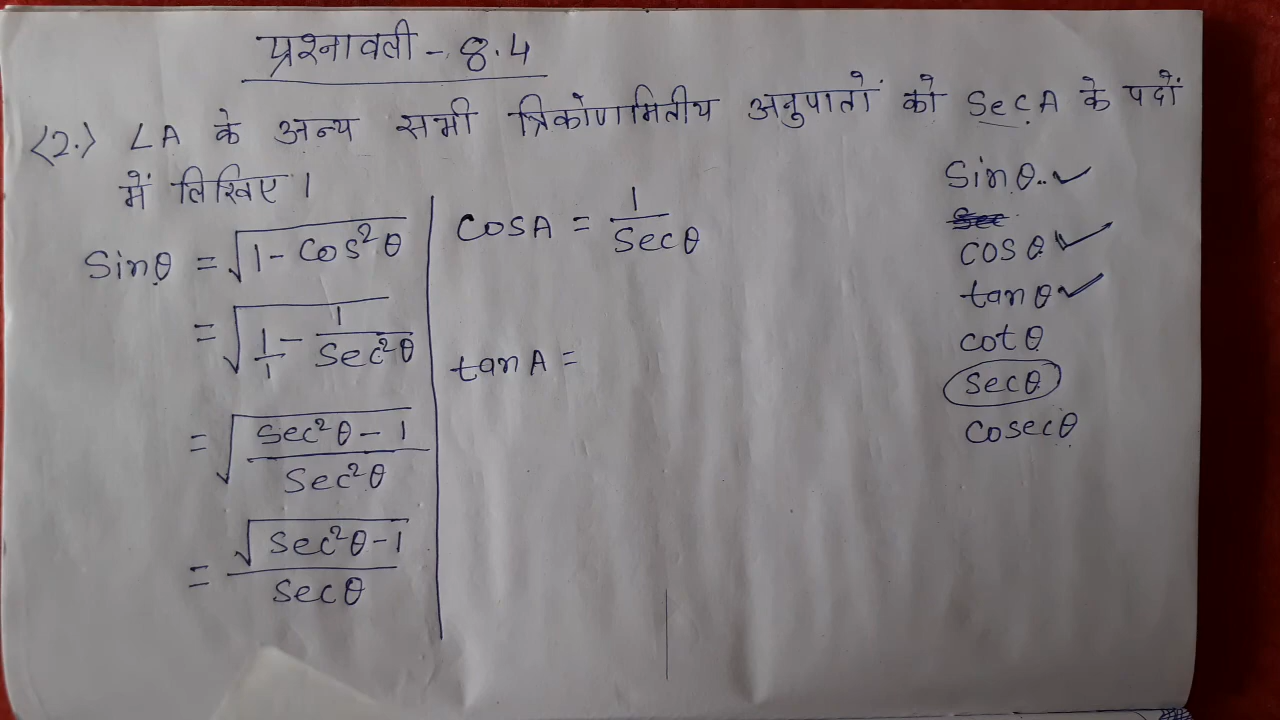 प्रश्नावली - 8.4
<2.> ∠A के अन्य सभी त्रिकोणमितीय अनुपातों को SecA के पदों
में लिखिए।
Sinθ = √(1 - Cos²θ)
= √(1/1 - 1/Sec²θ)
= √((Sec²θ - 1)/Sec²θ)
= √(Sec²θ - 1)/Secθ
CosA = 1/Secθ
tanA =
Sinθ.. ✓
Sec
cosθ ✓
tanθ ✓
cotθ
secθ
cosecθ